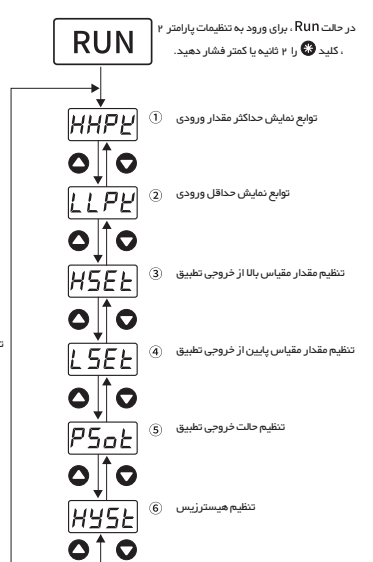 RUN
در حالت Run ، برای ورود به تنظیمات پارامتر ۲
، کلید را ۲ ثانیه یا کمتر فشار دهید.
HHPK ① توابع نمایش حداکثر مقدار ورودی
LLPK ② توابع نمایش حداقل ورودی
HSEt ③ تنظیم مقدار مقیاس بالا از خروجی تطبیق
LSEt ④ تنظیم مقدار مقیاس پایین از خروجی تطبیق
PSot ⑤ تنظیم حالت خروجی تطبیق
HYSt ⑥ تنظیم هیسترزیس